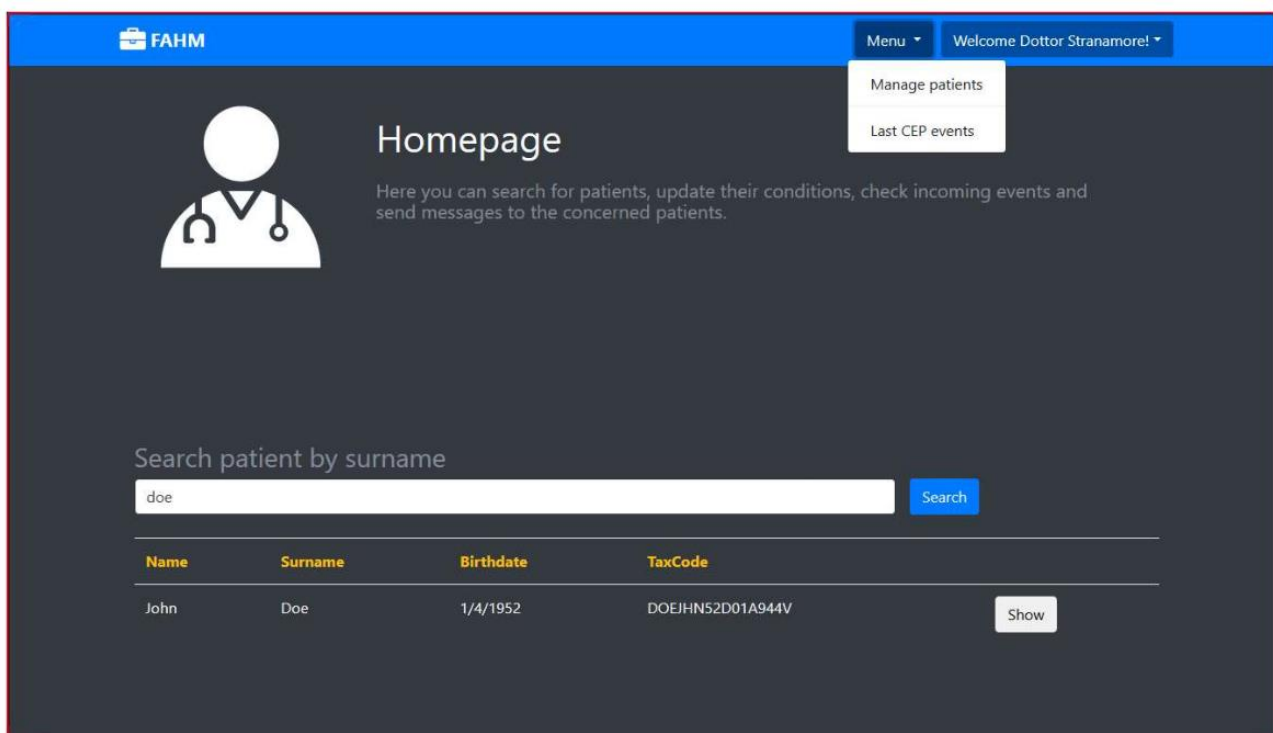 FAHM
Menu
Welcome Dottor Stranamore!
Manage patients
Last CEP events
Homepage
Here you can search for patients, update their conditions, check incoming events and
send messages to the concerned patients.
Search patient by surname
doe
Search
Name Surname Birthdate TaxCode
John Doe 1/4/1952 DOEJHN52D01A944V Show